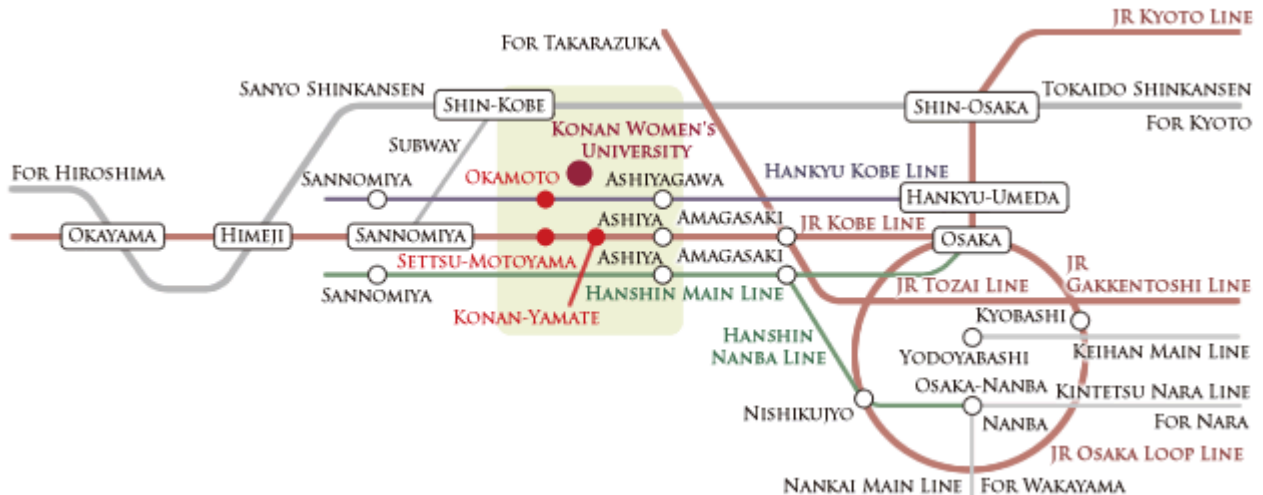 JR Kyoto Line
For Takarazuka
Sanyo Shinkansen
Shin-Kobe
Shin-Osaka
Tokaido Shinkansen
For Kyoto
Konan Women's
University
Subway
For Hiroshima
Sannomiya
Okamoto
Ashiyagawa
Hankyu Kobe Line
Hankyu-Umeda
Okayama
Himeji
Sannomiya
Ashiya
Amagasaki
JR Kobe Line
Osaka
Settsu-Motoyama
Ashiya
Amagasaki
Sannomiya
Hanshin Main Line
JR Tozai Line
JR
Gakkentoshi Line
Konan-Yamate
Kyobashi
Hanshin
Nanba Line
Yodoyabashi
Keihan Main Line
Osaka-Nanba
Kintetsu Nara Line
Nishikujyo
Nanba
For Nara
JR Osaka Loop Line
Nankai Main Line
For Wakayama